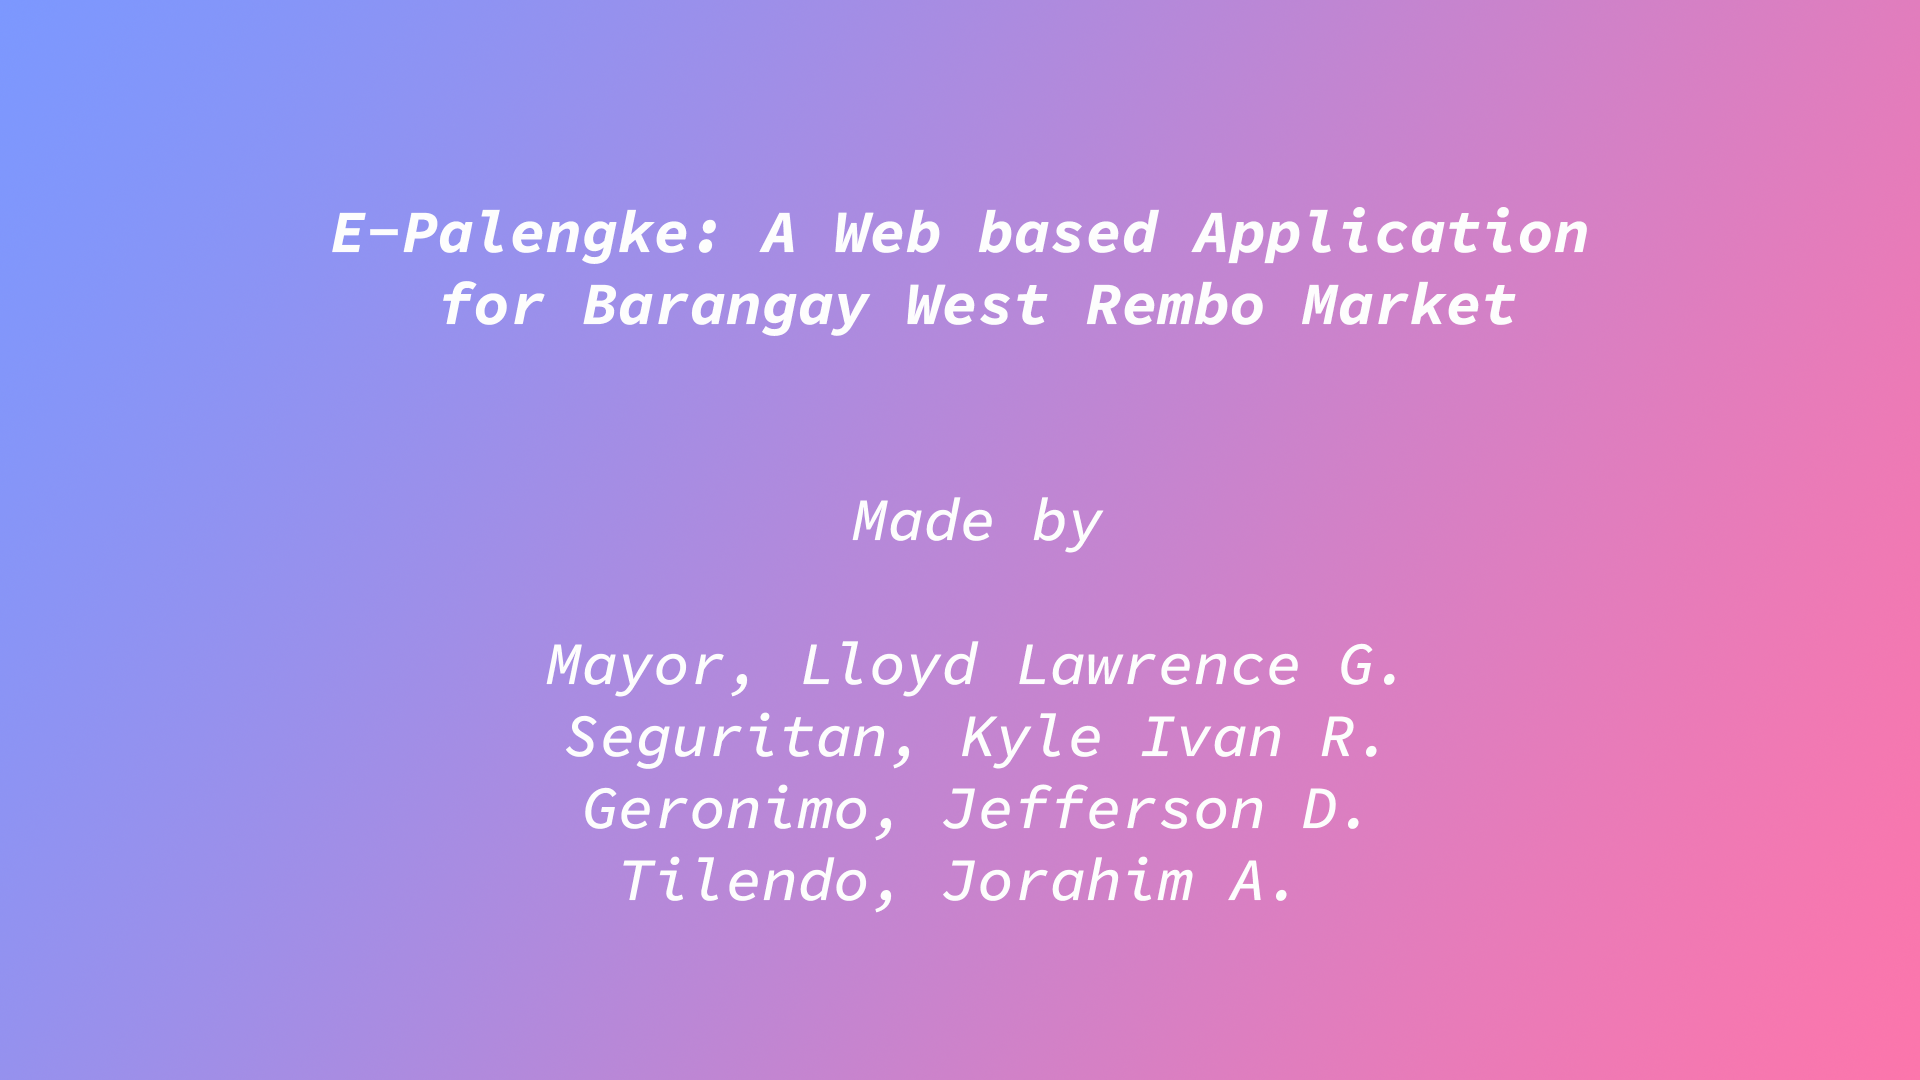 E-Palengke: A Web based Application
for Barangay West Rembo Market
Made by
Mayor, Lloyd Lawrence G.
Seguritan, Kyle Ivan R.
Geronimo, Jefferson D.
Tilendo, Jorahim A.